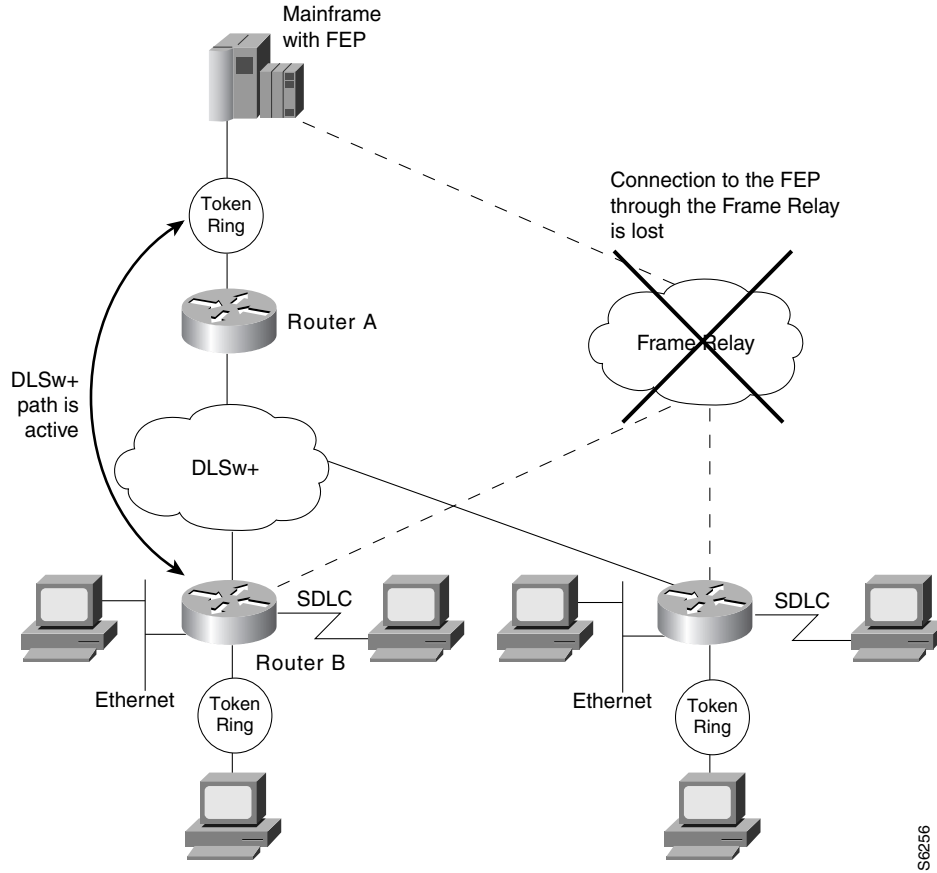 Mainframe
with FEP
Connection to the FEP
through the Frame Relay
is lost
Token
Ring
Router A
Frame Relay
DLSw+
path is
active
DLSw+
SDLC
SDLC
Router B
Ethernet
Ethernet
Token
Ring
Token
Ring
S6256